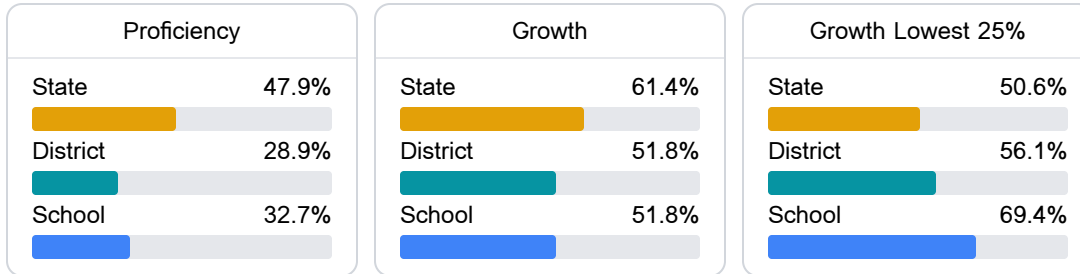 Proficiency
State 47.9%
District 28.9%
School 32.7%
Growth
State 61.4%
District 51.8%
School 51.8%
Growth Lowest 25%
State 50.6%
District 56.1%
School 69.4%